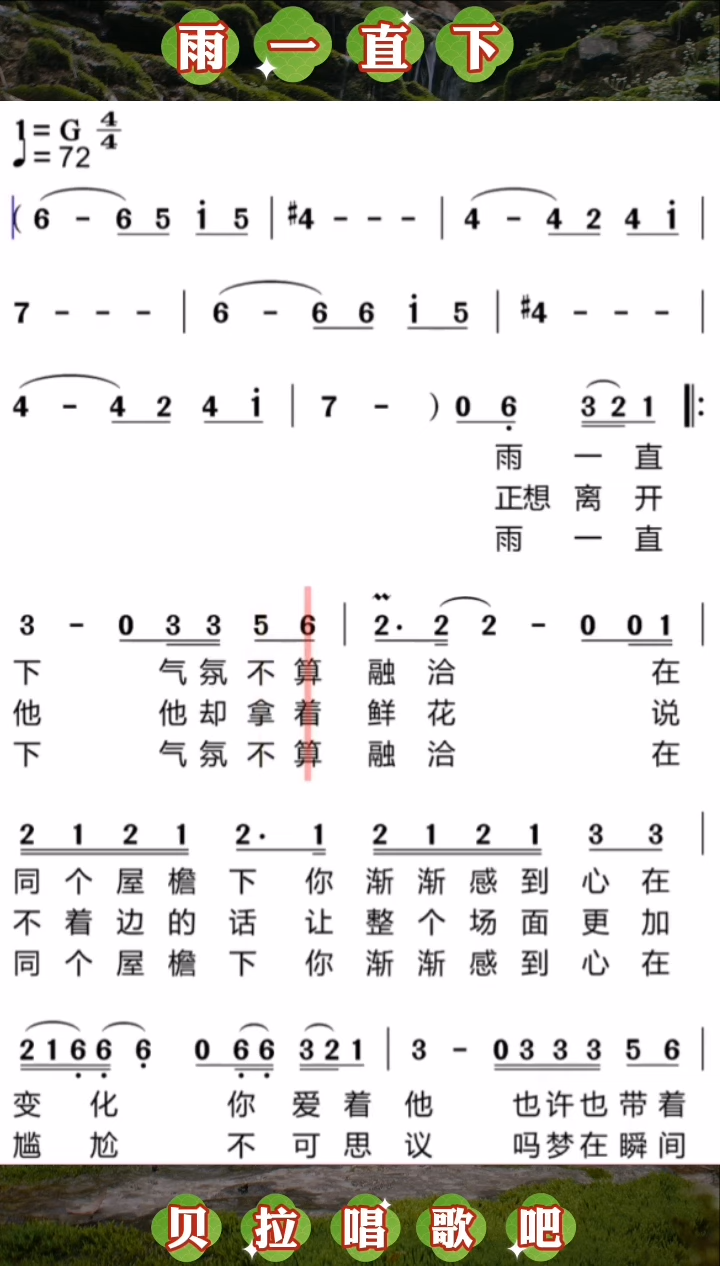 雨一直下
1=G 4/4
♩=72
(6 - 6 5 i 5 | #4 - - - | 4 - 4 2 4 i |
7 - - - | 6 - 6 6 i 5 | #4 - - - |
4 - 4 2 4 i | 7 - ) 0 6 3 2 1 ‖:
雨 一 直
正想 离 开
雨 一 直
3 - 0 3 3 5 6 | 2· 2 2 - 0 0 1 |
下 气 氛 不 算 融 洽 在
他 他 却 拿 着 鲜 花 说
下 气 氛 不 算 融 洽 在
2 1 2 1 2· 1 2 1 2 1 3 3 |
同 个 屋 檐 下 你 渐 渐 感 到 心 在
不 着 边 的 话 让 整 个 场 面 更 加
同 个 屋 檐 下 你 渐 渐 感 到 心 在
2 1 6 6 6 0 6 6 3 2 1 | 3 - 0 3 3 3 5 6 |
变 化 你 爱 着 他 也 许 也 带 着
尴 尬 不 可 思 议 吗 梦 在 瞬 间
贝拉唱歌吧